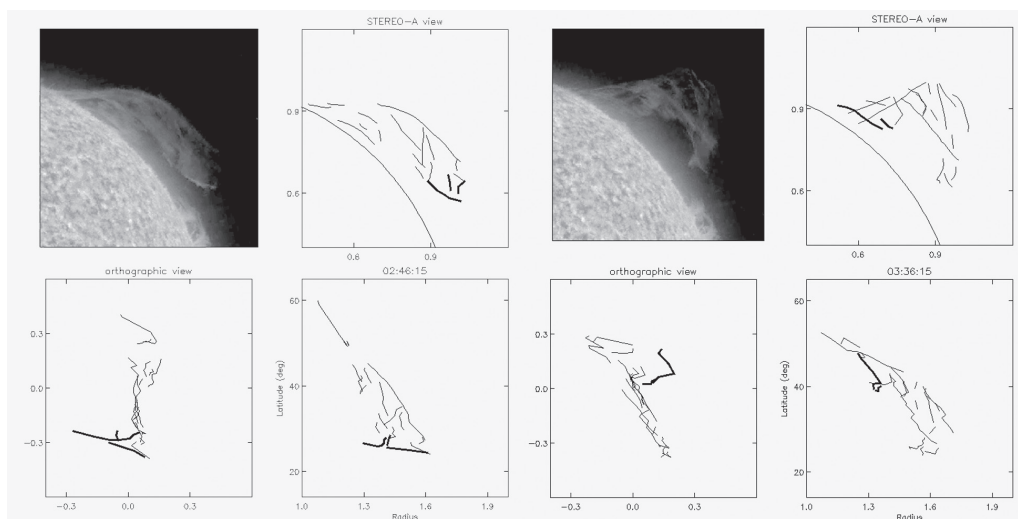 STEREO-A view
0.9
0.6
0.6 0.9
STEREO-A view
0.9
0.6
0.6 0.9
orthographic view
0.3
0.0
-0.3
-0.3 0.0 0.3
02:46:15
Latitude (deg)
60
40
20
1.0 1.3 1.6 1.9
Radius
orthographic view
0.3
0.0
-0.3
-0.3 0.0 0.3
03:36:15
Latitude (deg)
60
40
20
1.0 1.3 1.6 1.9
Radius